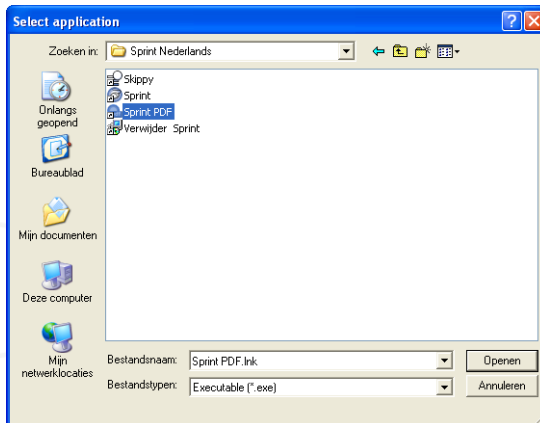 Select application
Zoeken in: Sprint Nederlands
Skippy
Sprint
Sprint PDF
Verwijder Sprint
Onlangs
geopend
Bureaublad
Mijn documenten
Deze computer
Mijn
netwerklocaties
Bestandsnaam: Sprint PDF.lnk Openen
Bestandstypen: Executable (*.exe) Annuleren